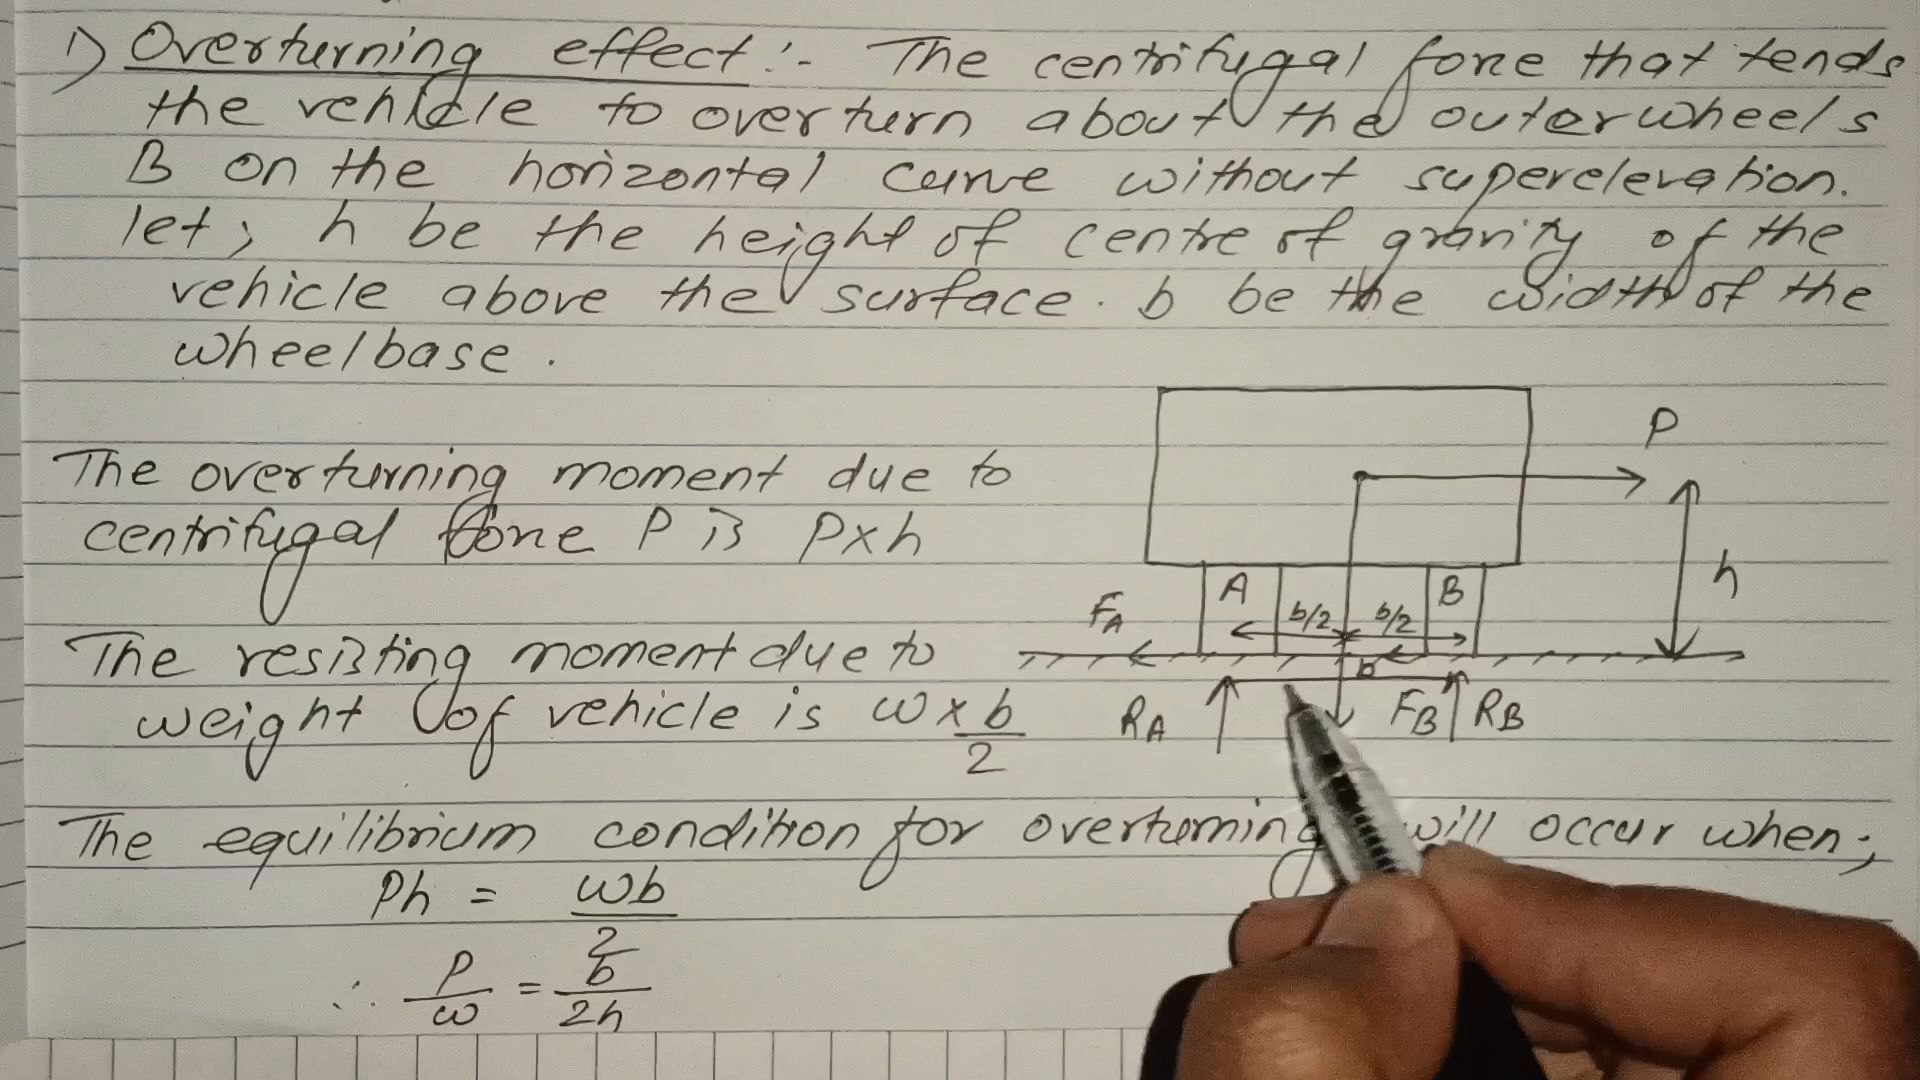 1) Overturning effect :- The centrifugal force that tends
the vehicle to overturn about the outer wheels
B on the horizontal curve without superelevation.
let, h be the height of centre of gravity of the
vehicle above the surface. b be the width of the
wheelbase.
The overturning moment due to
centrifugal force P is P×h
The resisting moment due to
weight of vehicle is W × b/2
The equilibrium condition for overturning will occur when;
Ph = Wb/2
∴ P/W = b/2h
P
h
A
B
b/2
b/2
FA
b
RA
FB
RB